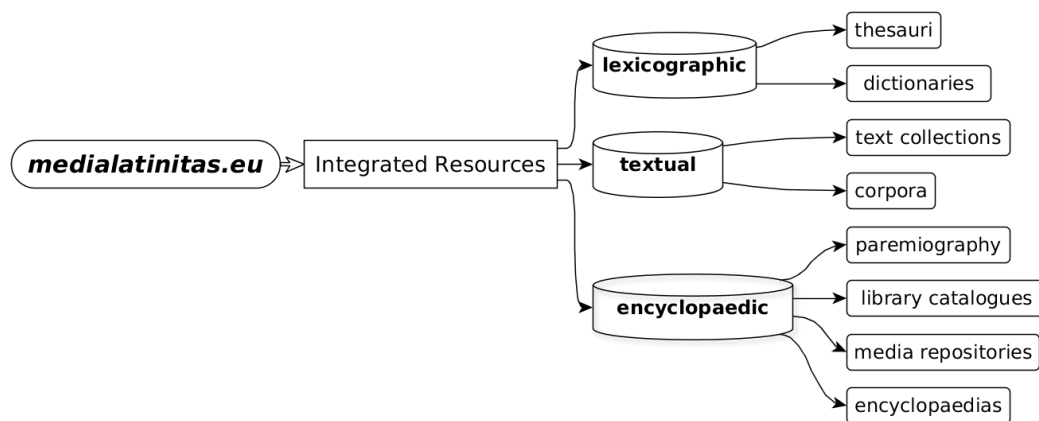 medialatinitas.eu
Integrated Resources
lexicographic
thesauri
dictionaries
textual
text collections
corpora
encyclopaedic
paremiography
library catalogues
media repositories
encyclopaedias